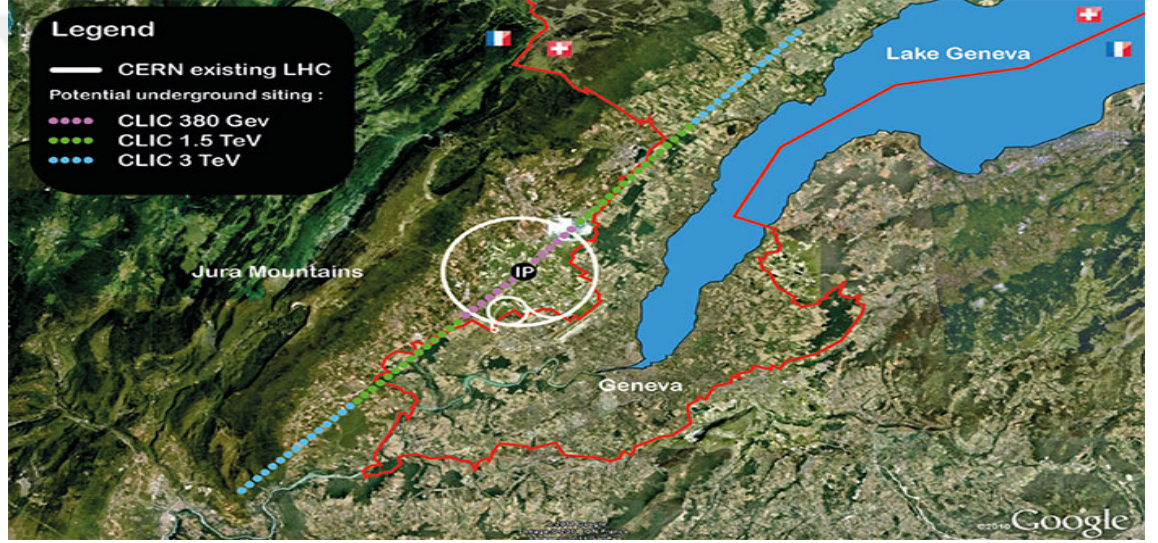 Legend
CERN existing LHC
Potential underground siting :
CLIC 380 Gev
CLIC 1.5 TeV
CLIC 3 TeV
Lake Geneva
Jura Mountains
IP
Geneva
©2010 Google